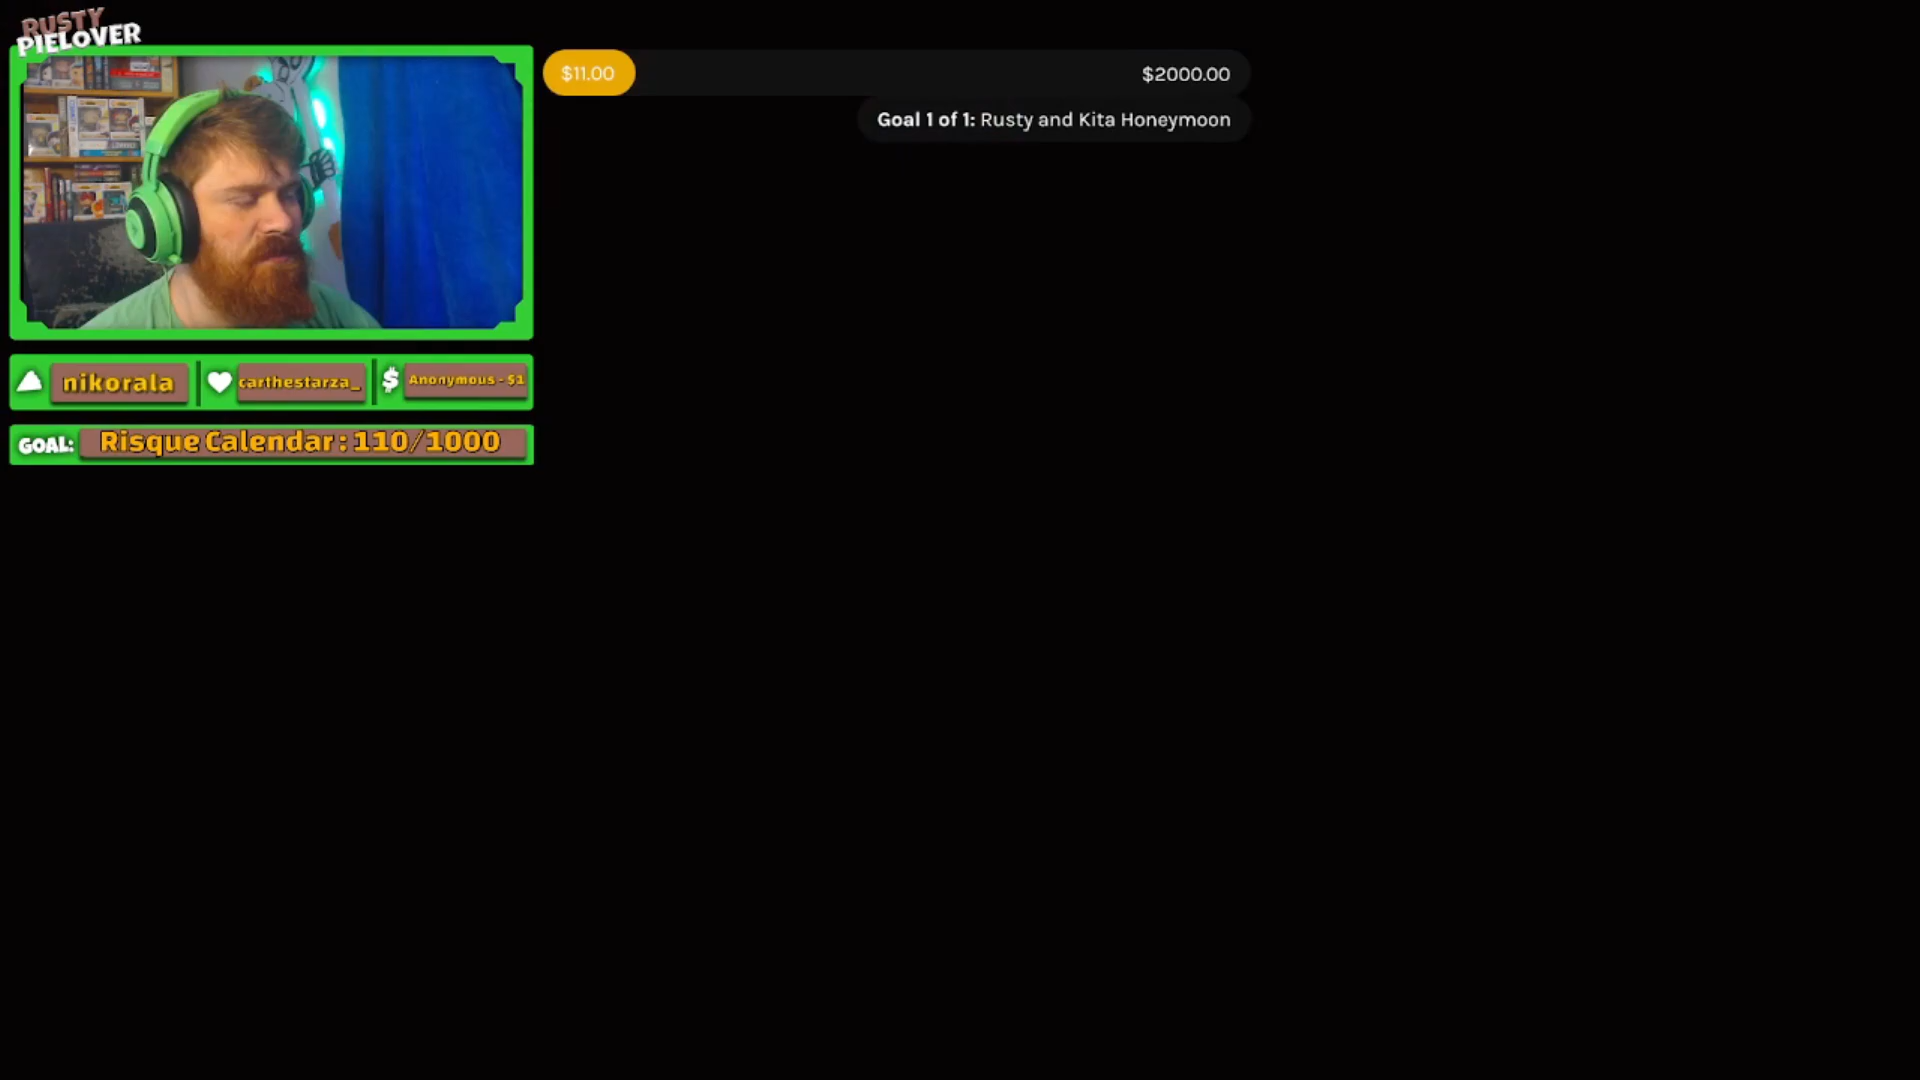 RUSTY
PIELOVER
$11.00
$2000.00
Goal 1 of 1: Rusty and Kita Honeymoon
nikorala
carthestarza_
$
Anonymous - $1
GOAL:
Risque Calendar : 110/1000